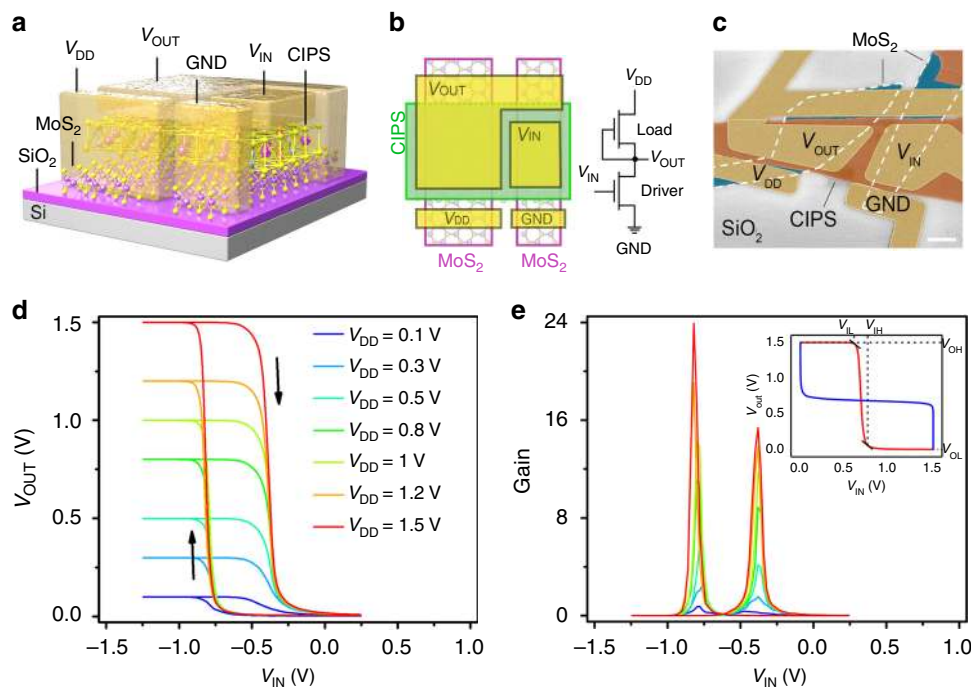 a
V_DD
V_OUT
GND
V_IN
CIPS
MoS2
SiO2
Si
b
V_OUT
CIPS
V_IN
V_DD
GND
MoS2
MoS2
V_DD
Load
V_OUT
V_IN
Driver
GND
c
MoS2
V_OUT
V_IN
V_DD
GND
CIPS
SiO2
d
V_OUT (V)
1.5
1.0
0.5
0.0
V_DD = 0.1 V
V_DD = 0.3 V
V_DD = 0.5 V
V_DD = 0.8 V
V_DD = 1 V
V_DD = 1.2 V
V_DD = 1.5 V
−1.0 −0.5 0.0 0.5 1.0
V_IN (V)
e
Gain
24
16
8
0
−1.0 −0.5 0.0 0.5 1.0
V_IN (V)
V_IL V_IH
V_OH
V_OL
V_out (V)
1.5
1.0
0.5
0.0
0.0 0.5 1.0 1.5
V_IN (V)